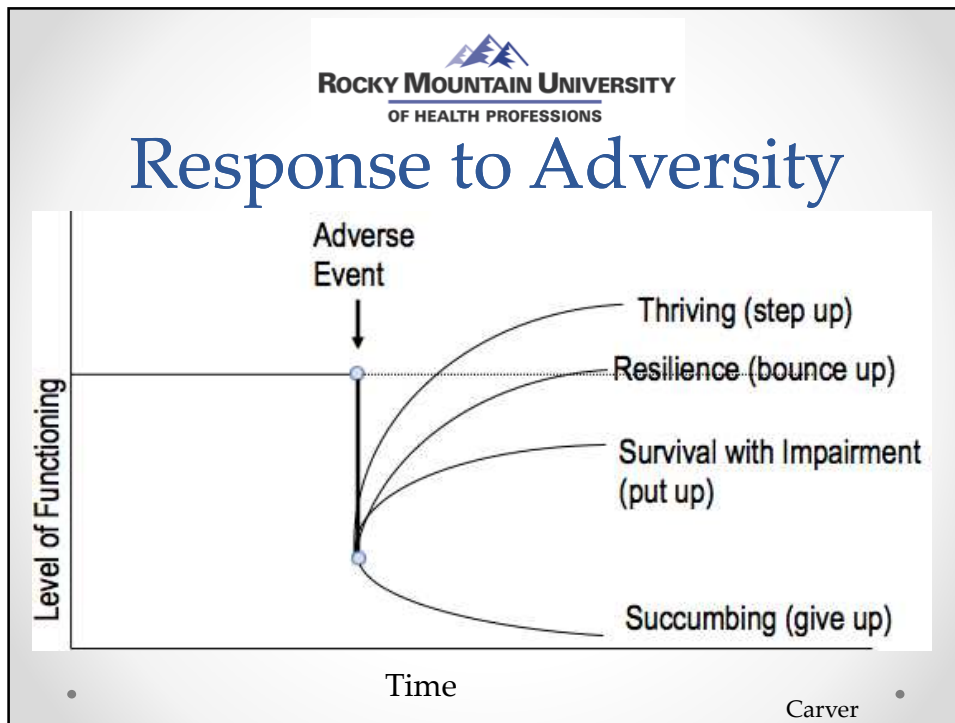 ROCKY MOUNTAIN UNIVERSITY
OF HEALTH PROFESSIONS
Response to Adversity
Adverse
Event
Thriving (step up)
Resilience (bounce up)
Survival with Impairment
(put up)
Succumbing (give up)
Level of Functioning
Time
Carver